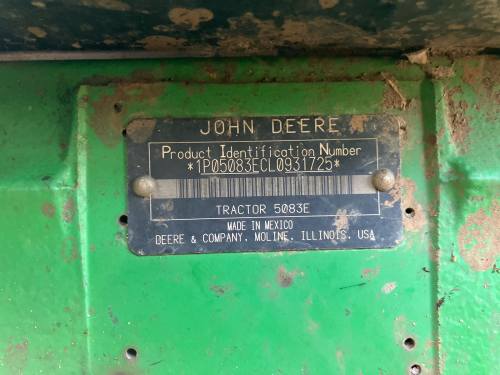 JOHN DEERE
Product Identification Number
*1P05083ECL0931725*
TRACTOR 5083E
MADE IN MEXICO
DEERE & COMPANY. MOLINE. ILLINOIS. USA